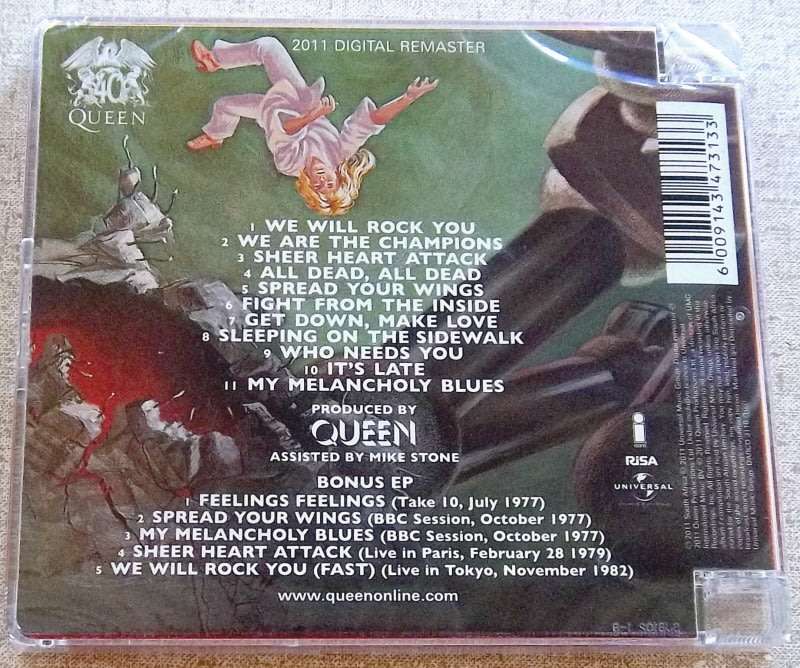 40
QUEEN
2011 DIGITAL REMASTER
1 WE WILL ROCK YOU
2 WE ARE THE CHAMPIONS
3 SHEER HEART ATTACK
4 ALL DEAD, ALL DEAD
5 SPREAD YOUR WINGS
6 FIGHT FROM THE INSIDE
7 GET DOWN, MAKE LOVE
8 SLEEPING ON THE SIDEWALK
9 WHO NEEDS YOU
10 IT'S LATE
11 MY MELANCHOLY BLUES
PRODUCED BY
QUEEN
ASSISTED BY MIKE STONE
BONUS EP
1 FEELINGS FEELINGS (Take 10, July 1977)
2 SPREAD YOUR WINGS (BBC Session, October 1977)
3 MY MELANCHOLY BLUES (BBC Session, October 1977)
4 SHEER HEART ATTACK (Live in Paris, February 28 1979)
5 WE WILL ROCK YOU (FAST) (Live in Tokyo, November 1982)
www.queenonline.com
6 009143 473133
RiSA
UNIVERSAL